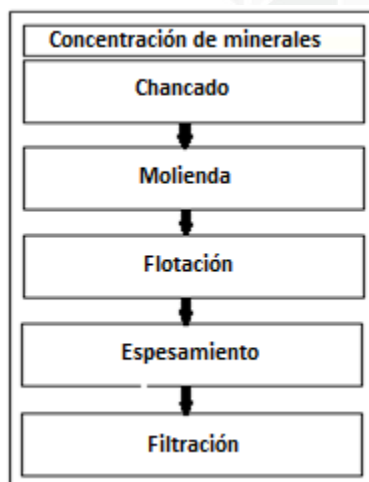 Concentración de minerales
Chancado
Molienda
Flotación
Espesamiento
Filtración